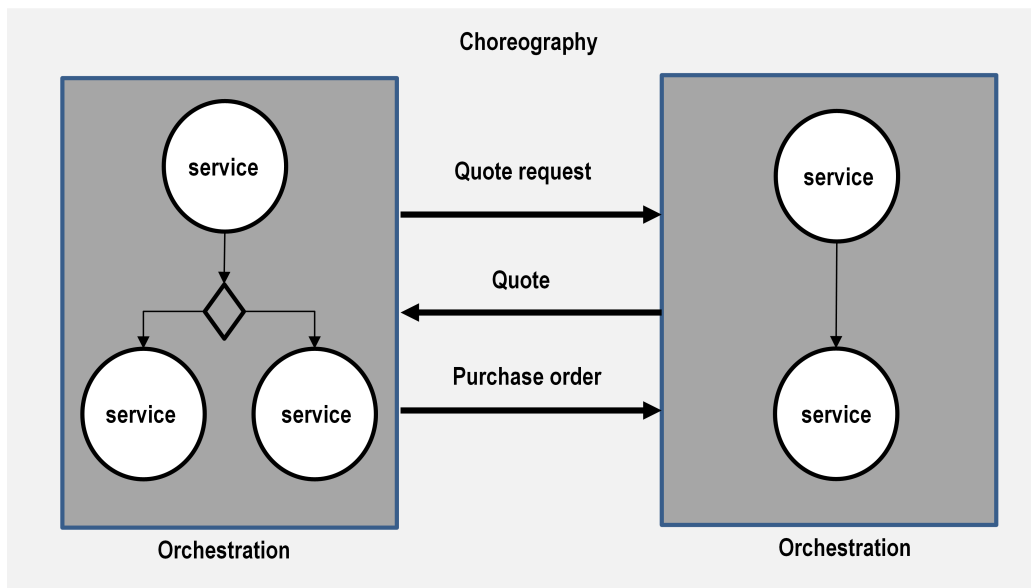 Choreography
service
Quote request
service
Quote
Purchase order
service
service
service
Orchestration
Orchestration